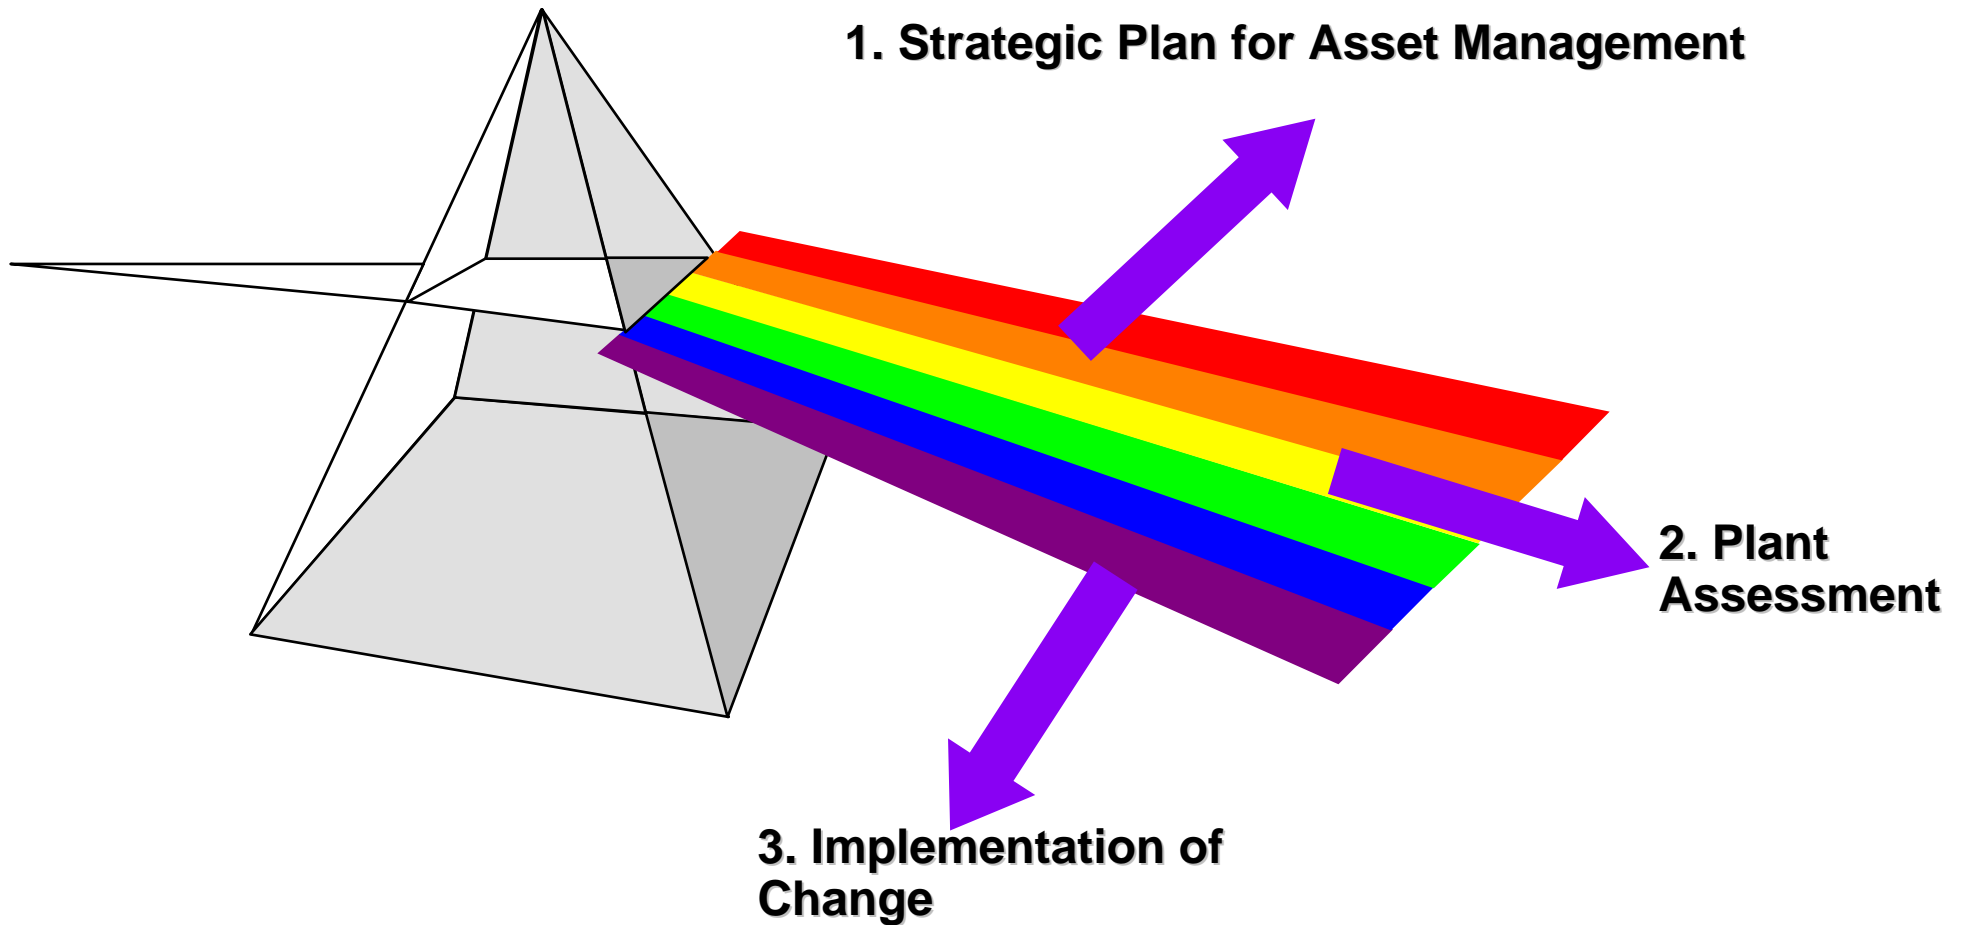 1. Strategic Plan for Asset Management
2. Plant
Assessment
3. Implementation of
Change